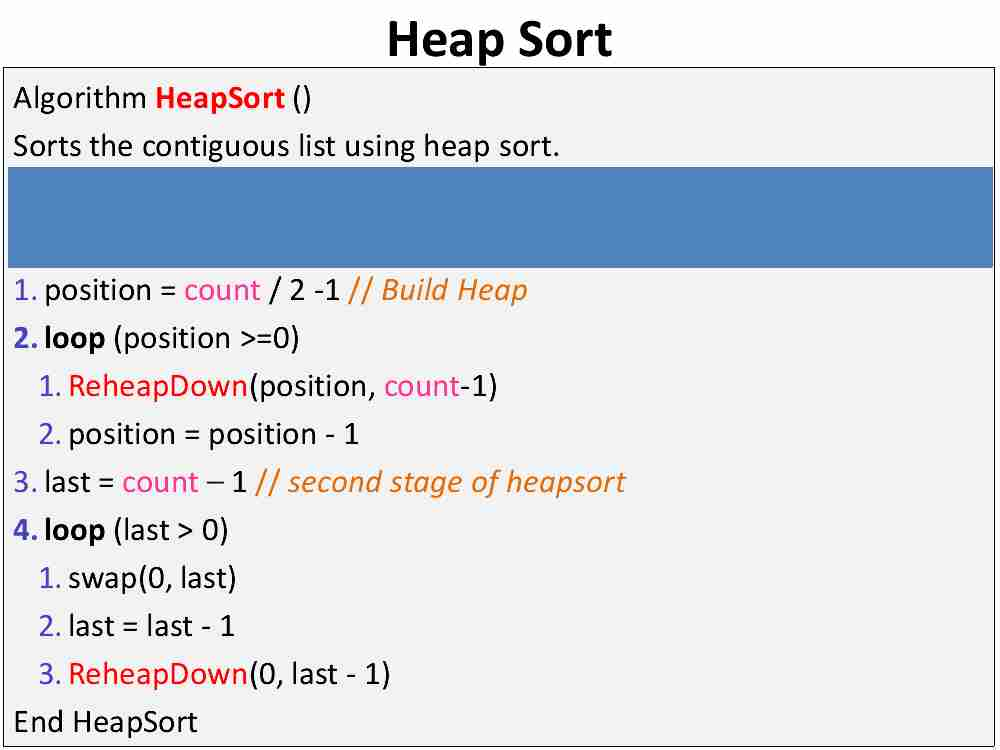 Heap Sort
Algorithm HeapSort ()
Sorts the contiguous list using heap sort.
1. position = count / 2 -1 // Build Heap
2. loop (position >=0)
1. ReheapDown(position, count-1)
2. position = position - 1
3. last = count – 1 // second stage of heapsort
4. loop (last > 0)
1. swap(0, last)
2. last = last - 1
3. ReheapDown(0, last - 1)
End HeapSort